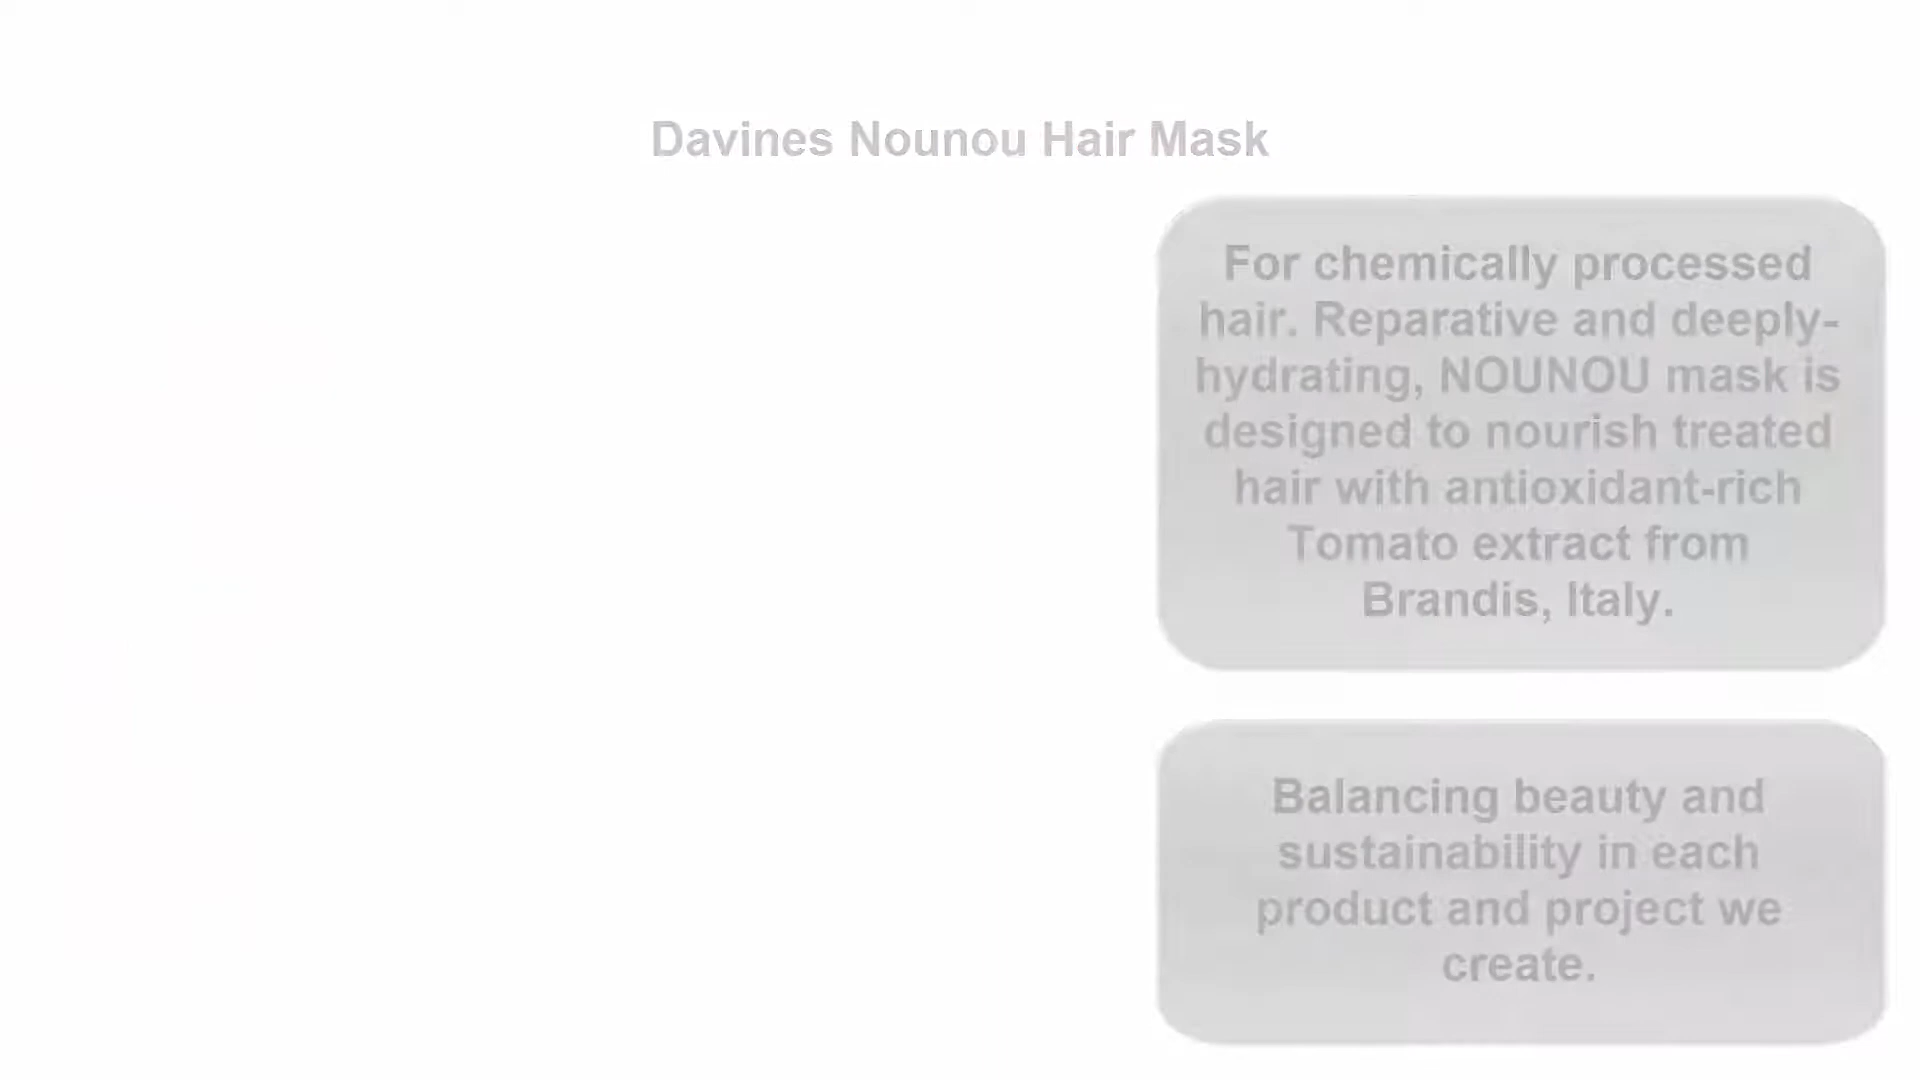 Davines Nounou Hair Mask
For chemically processed
hair. Reparative and deeply-
hydrating, NOUNOU mask is
designed to nourish treated
hair with antioxidant-rich
Tomato extract from
Brandis, Italy.
Balancing beauty and
sustainability in each
product and project we
create.